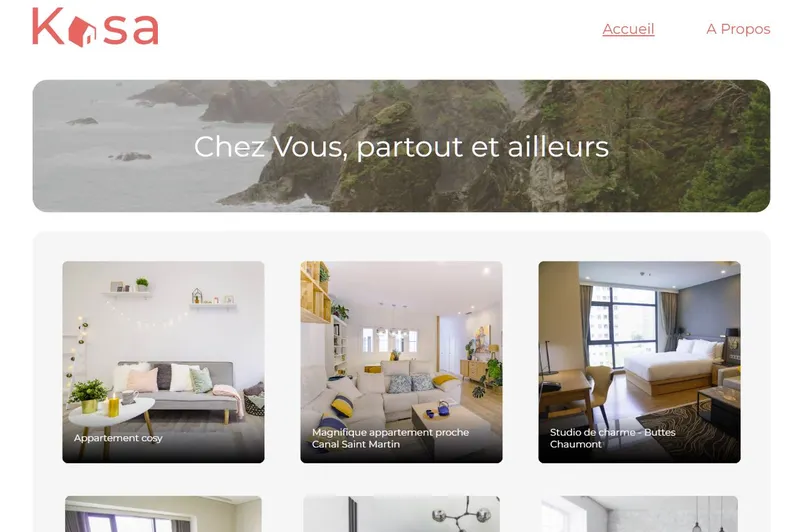 Kasa
Accueil
A Propos
Chez Vous, partout et ailleurs
Appartement cosy
Magnifique appartement proche
Canal Saint Martin
Studio de charme - Buttes
Chaumont